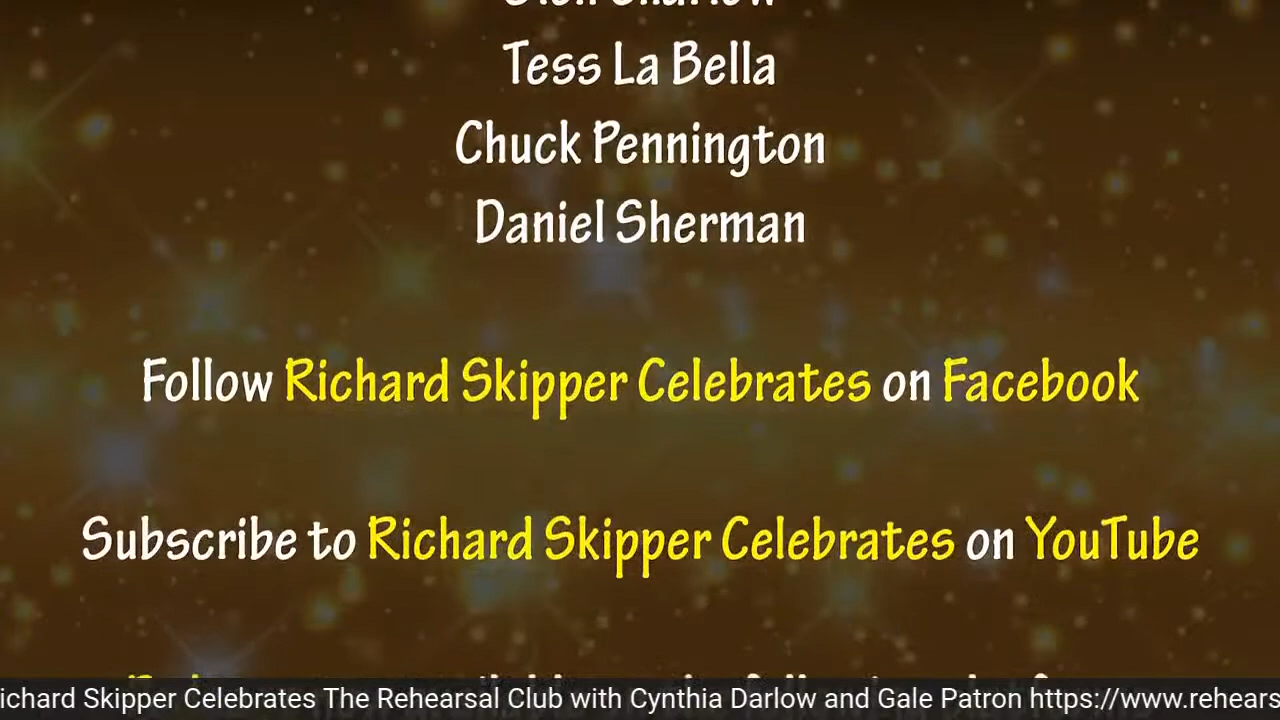 Tess La Bella
Chuck Pennington
Daniel Sherman
Follow Richard Skipper Celebrates on Facebook
Subscribe to Richard Skipper Celebrates on YouTube
ichard Skipper Celebrates The Rehearsal Club with Cynthia Darlow and Gale Patron https://www.rehears